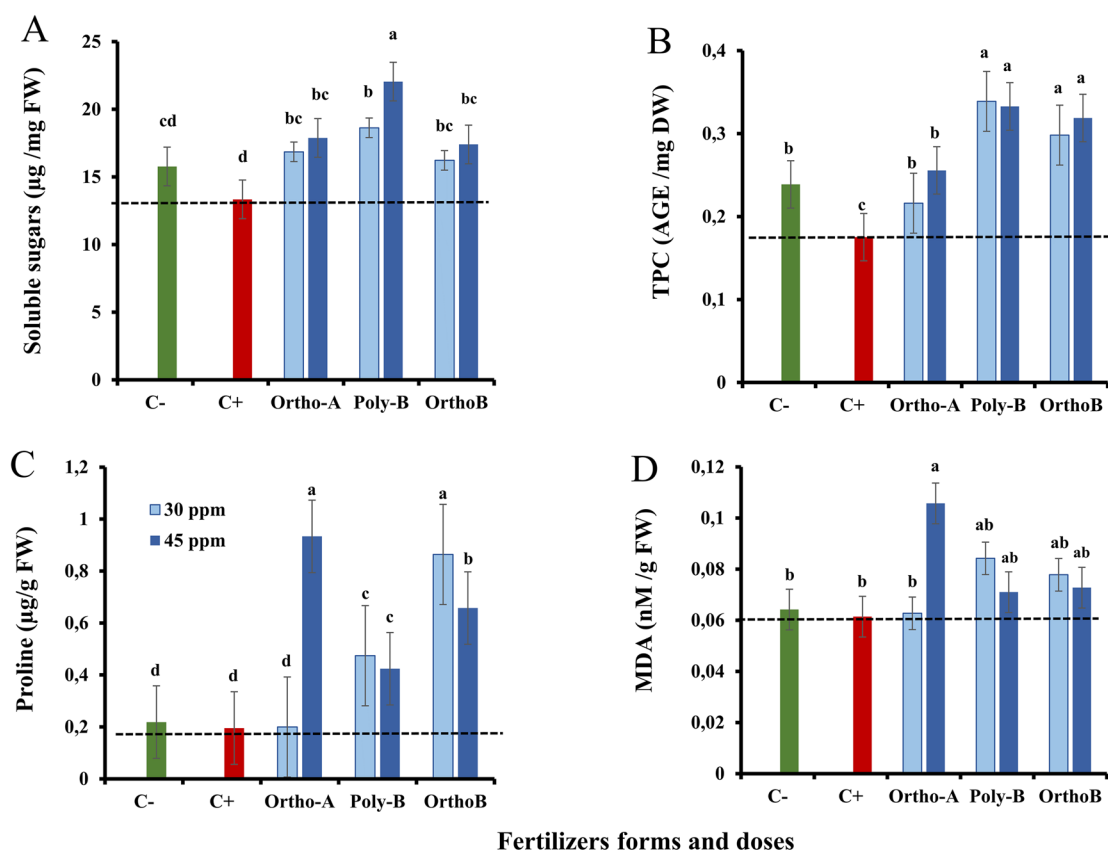 A
Soluble sugars (µg /mg FW)
25
20
15
10
5
0
cd
d
bc
bc
b
a
bc
bc
C-
C+
Ortho-A
Poly-B
OrthoB
B
TPC (AGE /mg DW)
0,4
0,3
0,2
0,1
0
b
c
b
b
a
a
a
a
C-
C+
Ortho-A
Poly-B
OrthoB
C
Proline (µg/g FW)
1,2
1
0,8
0,6
0,4
0,2
0
30 ppm
45 ppm
d
d
d
a
c
c
a
b
C-
C+
Ortho-A
Poly-B
OrthoB
D
MDA (nM /g FW)
0,12
0,1
0,08
0,06
0,04
0,02
0
b
b
b
a
ab
ab
ab
ab
C-
C+
Ortho-A
Poly-B
OrthoB
Fertilizers forms and doses